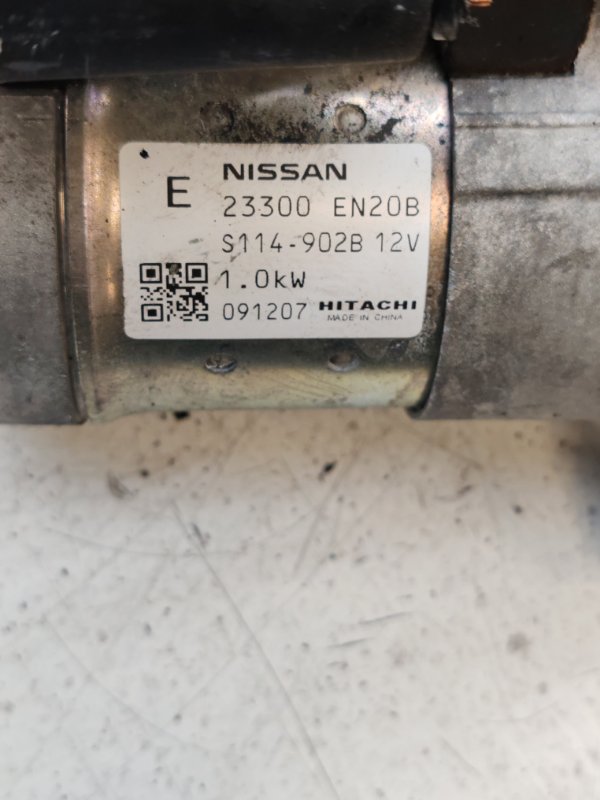 E NISSAN
23300 EN20B
S114-902B 12V
1.0kW
091207 HITACHI
MADE IN CHINA